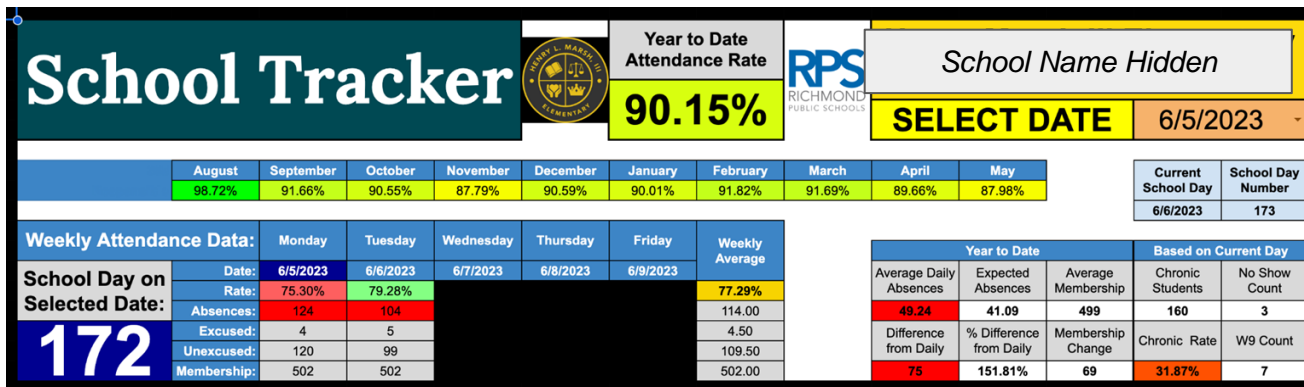 School Tracker
HENRY L. MARSH, III
ELEMENTARY
Year to Date
Attendance Rate
90.15%
RPS
RICHMOND
PUBLIC SCHOOLS
School Name Hidden
SELECT DATE 6/5/2023
August September October November December January February March April May
98.72% 91.66% 90.55% 87.79% 90.59% 90.01% 91.82% 91.69% 89.66% 87.98%
Current School Day School Day Number
6/6/2023 173
Weekly Attendance Data: Monday Tuesday Wednesday Thursday Friday Weekly Average
School Day on Selected Date:
172
Date: 6/5/2023 6/6/2023 6/7/2023 6/8/2023 6/9/2023
Rate: 75.30% 79.28% 77.29%
Absences: 124 104 114.00
Excused: 4 5 4.50
Unexcused: 120 99 109.50
Membership: 502 502 502.00
Year to Date Based on Current Day
Average Daily Absences Expected Absences Average Membership Chronic Students No Show Count
49.24 41.09 499 160 3
Difference from Daily % Difference from Daily Membership Change Chronic Rate W9 Count
75 151.81% 69 31.87% 7